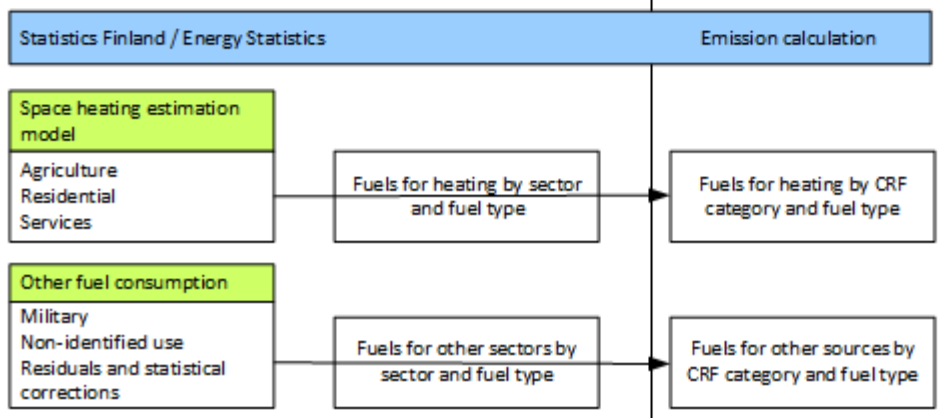 Statistics Finland / Energy Statistics
Emission calculation
Space heating estimation
model
Agriculture
Residential
Services
Fuels for heating by sector
and fuel type
Fuels for heating by CRF
category and fuel type
Other fuel consumption
Military
Non-identified use
Residuals and statistical
corrections
Fuels for other sectors by
sector and fuel type
Fuels for other sources by
CRF category and fuel type